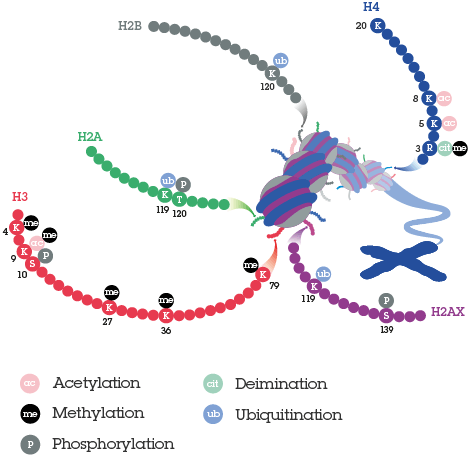 H4
20 K
H2B
ub
K
120
8 K ac
5 K ac
3 R cit me
H2A
ub P
K T
119 120
H3
me
4 K
me
ac
9 K
P
S
10
me
K
27
me
K
36
me
K
79
ub
K
119
P
S
139
H2AX
ac Acetylation
cit Deimination
me Methylation
ub Ubiquitination
P Phosphorylation